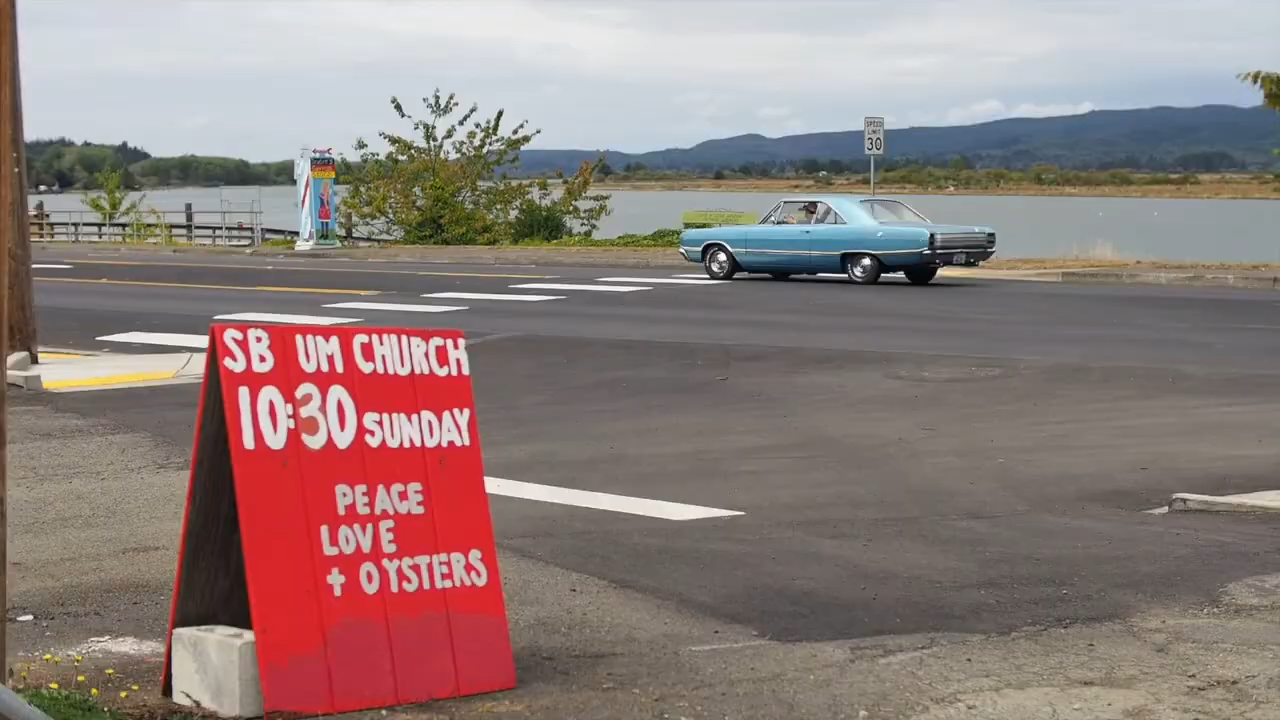 SPEED
LIMIT
30
SB UM CHURCH
10:30 SUNDAY
PEACE
LOVE
+ OYSTERS